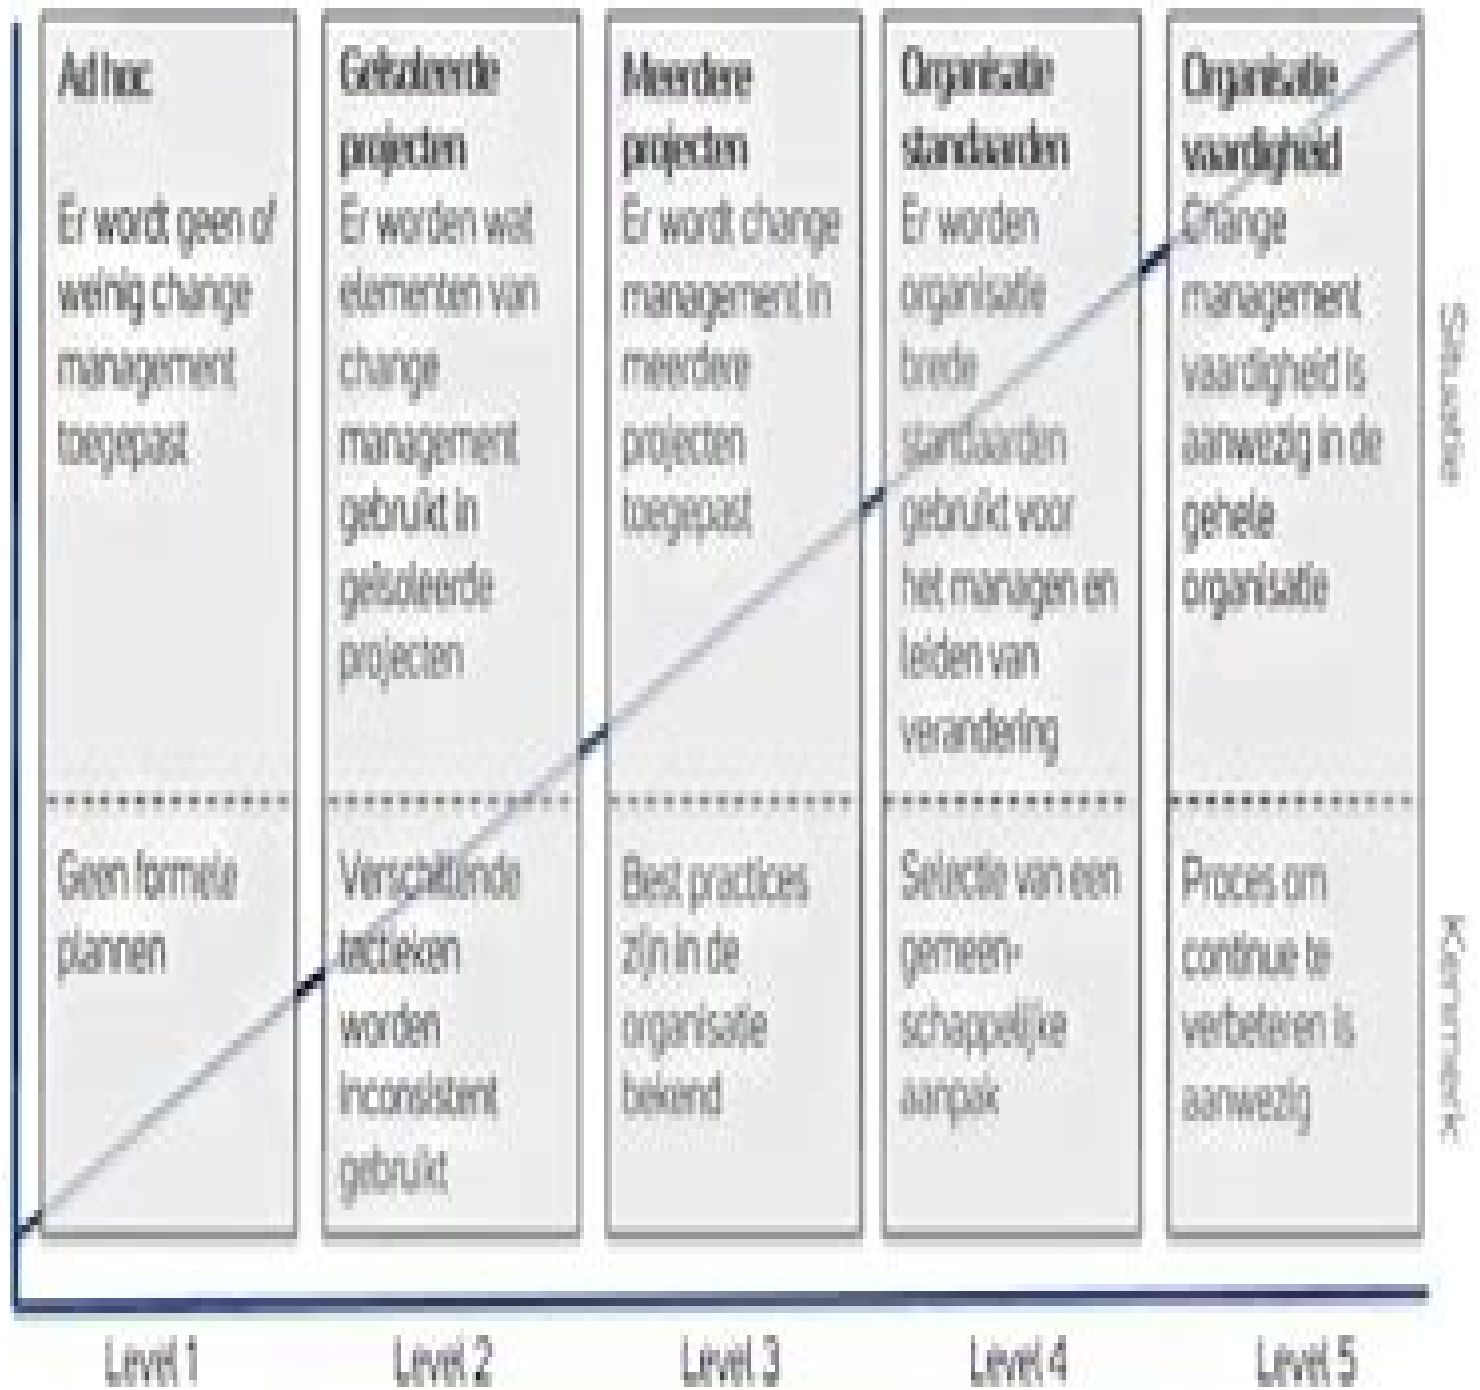 Ad hoc
Er wordt geen of
weinig change
management
toegepast
Geen formele
plannen
Geïsoleerde
projecten
Er worden wat
elementen van
change
management
gebruikt in
geïsoleerde
projecten
Verschillende
tactieken
worden
inconsistent
gebruikt
Meerdere
projecten
Er wordt change
management in
meerdere
projecten
toegepast
Best practices
zijn in de
organisatie
bekend
Organisatie
standaarden
Er worden
organisatie
brede
standaarden
gebruikt voor
het managen en
leiden van
verandering
Selectie van een
gemeen-
schappelijke
aanpak
Organisatie
vaardigheid
Change
management
vaardigheid is
aanwezig in de
gehele
organisatie
Proces om
continue te
verbeteren is
aanwezig
Situatie
Kenmerk
Level 1
Level 2
Level 3
Level 4
Level 5